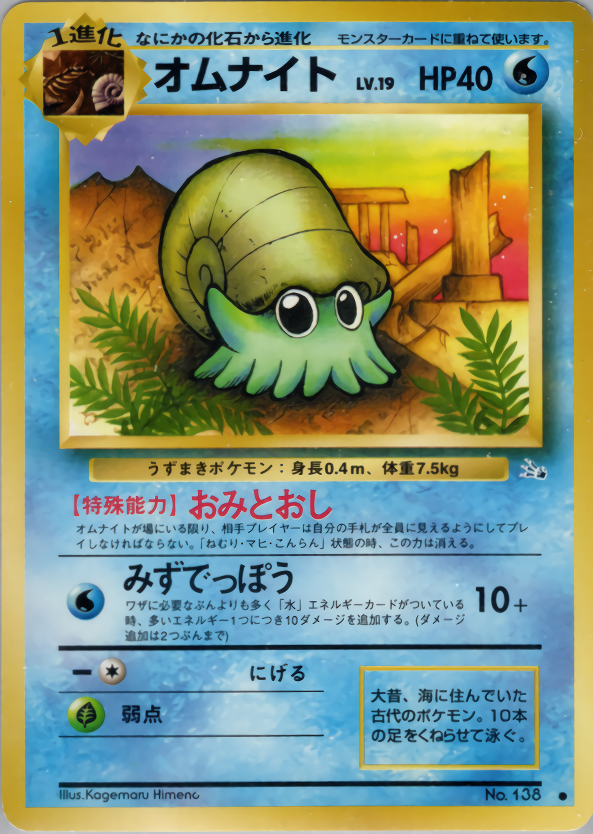 1進化 なにかの化石から進化 モンスターカードに重ねて使います。
オムナイト LV.19 HP40
うずまきポケモン：身長0.4m、体重7.5kg
【特殊能力】おみとおし
オムナイトが場にいる限り、相手プレイヤーは自分の手札が全員に見えるようにしてプレ
イしなければならない。「ねむり・マヒ・こんらん」状態の時、この力は消える。
みずでっぽう 10+
ワザに必要なぶんよりも多く「水」エネルギーカードがついている
時、多いエネルギー1つにつき10ダメージを追加する。(ダメージ
追加は2つぶんまで)
ー にげる
弱点
大昔、海に住んでいた
古代のポケモン。10本
の足をくねらせて泳ぐ。
Illus.Kagemaru Himeno No. 138